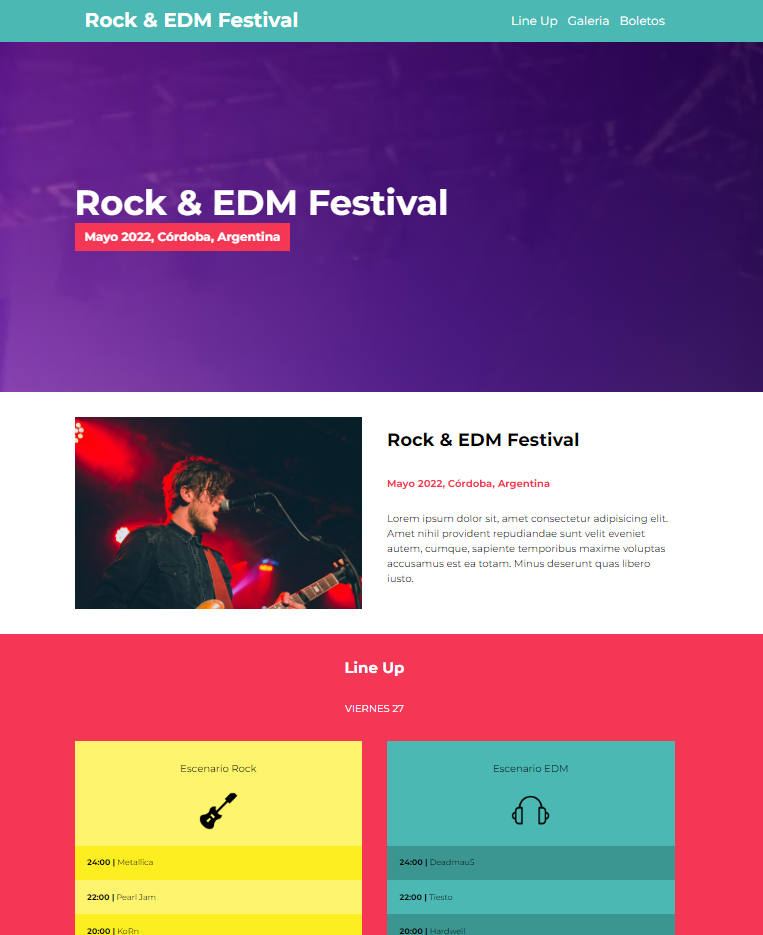 Rock & EDM Festival
Line Up Galeria Boletos
Rock & EDM Festival
Mayo 2022, Córdoba, Argentina
Rock & EDM Festival
Mayo 2022, Córdoba, Argentina
Lorem ipsum dolor sit, amet consectetur adipisicing elit.
Amet nihil provident repudiandae sunt velit eveniet
autem, cumque, sapiente temporibus maxime voluptas
accusamus est ea totam. Minus deserunt quas libero
iusto.
Line Up
VIERNES 27
Escenario Rock
24:00 | Metallica
22:00 | Pearl Jam
20:00 | KoRn
Escenario EDM
24:00 | Deadmau5
22:00 | Tiesto
20:00 | Hardwell